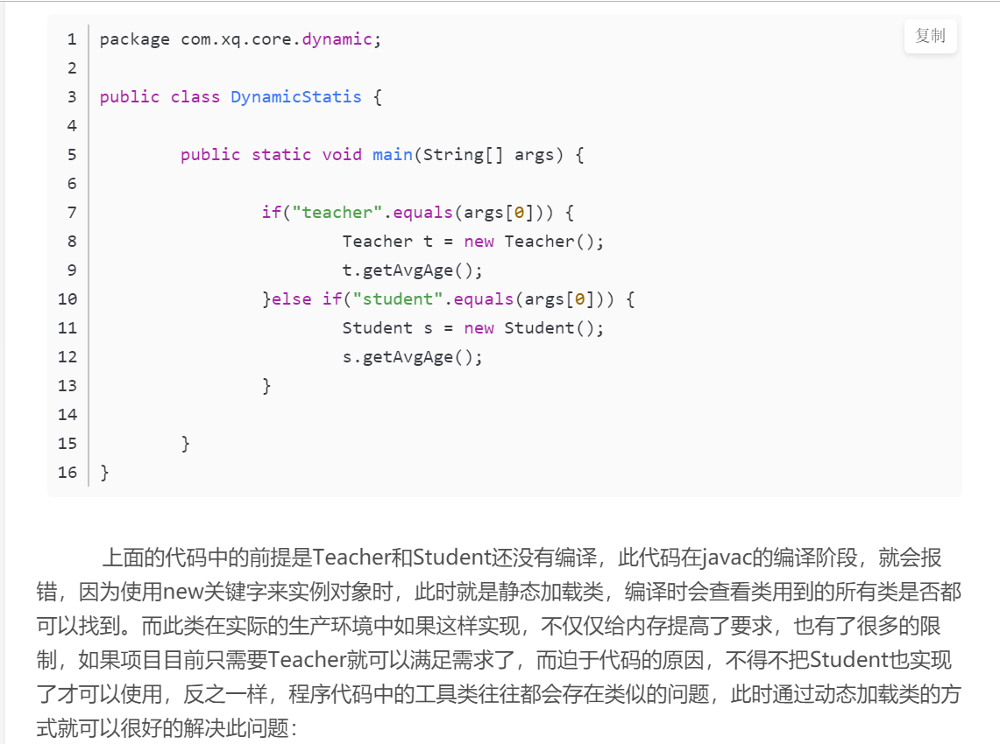 复制
1 package com.xq.core.dynamic;
2
3 public class DynamicStatis {
4
5         public static void main(String[] args) {
6
7                 if("teacher".equals(args[0])) {
8                         Teacher t = new Teacher();
9                         t.getAvgAge();
10                 }else if("student".equals(args[0])) {
11                         Student s = new Student();
12                         s.getAvgAge();
13                 }
14
15         }
16 }
上面的代码中的前提是Teacher和Student还没有编译，此代码在javac的编译阶段，就会报
错，因为使用new关键字来实例对象时，此时就是静态加载类，编译时会查看类用到的所有类是否都
可以找到。而此类在实际的生产环境中如果这样实现，不仅仅给内存提高了要求，也有了很多的限
制，如果项目目前只需要Teacher就可以满足需求了，而迫于代码的原因，不得不把Student也实现
了才可以使用，反之一样，程序代码中的工具类往往都会存在类似的问题，此时通过动态加载类的方
式就可以很好的解决此问题：